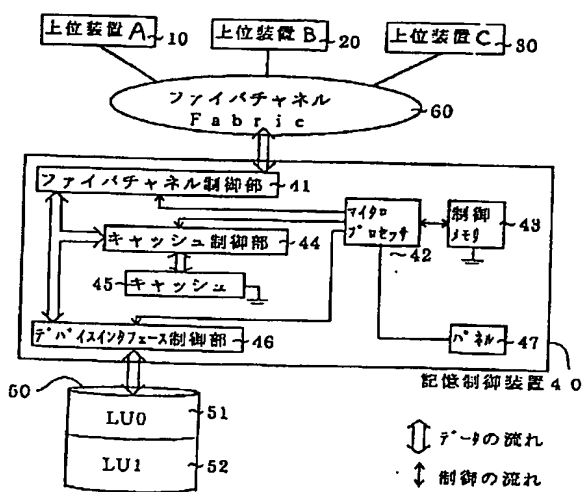 上位装置A 10
上位装置B 20
上位装置C 30
ファイバチャネル
Fabric
60
ファイバチャネル制御部 41
マイクロ
プロセッサ
42
制御
メモリ
43
キャッシュ制御部 44
45 キャッシュ
デバイスインタフェース制御部 46
パネル 47
記憶制御装置40
50
LU0 51
LU1 52
データの流れ
制御の流れ